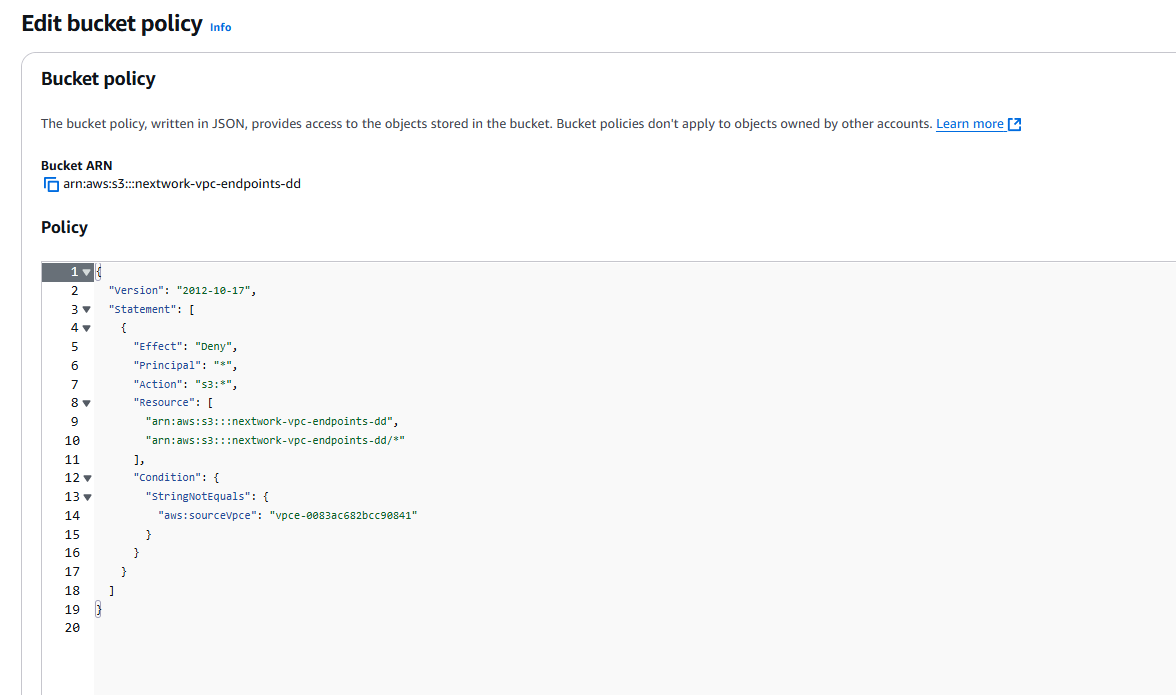 Edit bucket policy Info
Bucket policy
The bucket policy, written in JSON, provides access to the objects stored in the bucket. Bucket policies don't apply to objects owned by other accounts. Learn more
Bucket ARN
arn:aws:s3:::nextwork-vpc-endpoints-dd
Policy
1 {
2 "Version": "2012-10-17",
3 "Statement": [
4 {
5 "Effect": "Deny",
6 "Principal": "*",
7 "Action": "s3:*",
8 "Resource": [
9 "arn:aws:s3:::nextwork-vpc-endpoints-dd",
10 "arn:aws:s3:::nextwork-vpc-endpoints-dd/*"
11 ],
12 "Condition": {
13 "StringNotEquals": {
14 "aws:sourceVpce": "vpce-0083ac682bcc90841"
15 }
16 }
17 }
18 ]
19 }
20